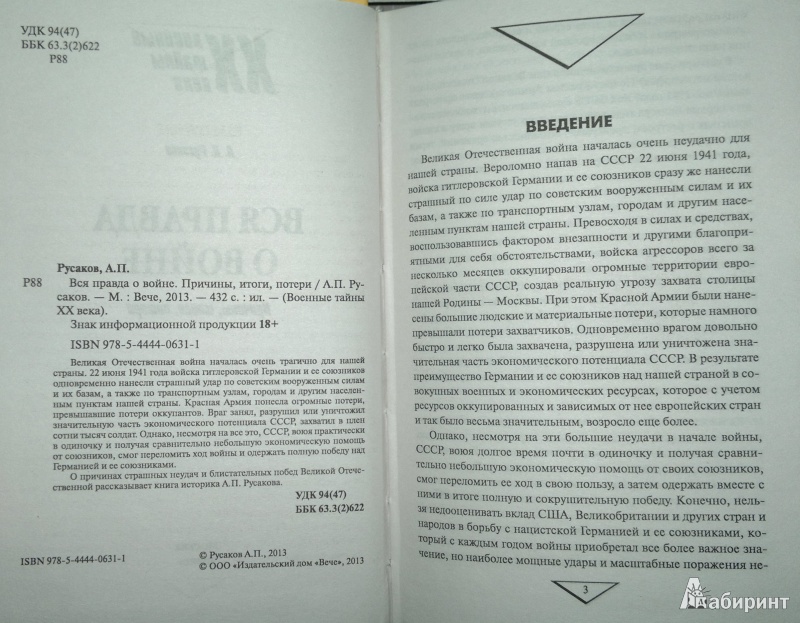 УДК 94(47)
ББК 63.3(2)622
Р88
Русаков, А.П.
Р88 Вся правда о войне. Причины, итоги, потери / А.П. Ру-
саков. — М. : Вече, 2013. — 432 с. : ил. — (Военные тайны
XX века).
Знак информационной продукции 18+
ISBN 978-5-4444-0631-1
Великая Отечественная война началась очень трагично для нашей
страны. 22 июня 1941 года войска гитлеровской Германии и ее союзников
одновременно нанесли страшный удар по советским вооруженным силам
и их базам, а также по транспортным узлам, городам и другим населен-
ным пунктам нашей страны. Красная Армия понесла огромные потери,
превышавшие потери оккупантов. Враг занял, разрушил или уничтожил
значительную часть экономического потенциала СССР, захватил в плен
сотни тысяч солдат. Однако, несмотря на все это, СССР, воюя практически
в одиночку и получая сравнительно небольшую экономическую помощь
от союзников, смог переломить ход войны и одержать полную победу над
Германией и ее союзниками.
О причинах страшных неудач и блистательных побед Великой Отече-
ственной рассказывает книга историка А.П. Русакова.
УДК 94(47)
ББК 63.3(2)622
ISBN 978-5-4444-0631-1
© Русаков А.П., 2013
© ООО «Издательский дом «Вече», 2013
ВВЕДЕНИЕ
Великая Отечественная война началась очень неудачно для
нашей страны. Вероломно напав на СССР 22 июня 1941 года,
войска гитлеровской Германии и ее союзников сразу же нанесли
страшный по силе удар по советским вооруженным силам и их
базам, а также по транспортным узлам, городам и другим насе-
ленным пунктам нашей страны. Превосходя в силах и средствах,
воспользовавшись фактором внезапности и другими благопри-
ятными для себя обстоятельствами, войска агрессоров всего за
несколько месяцев оккупировали огромные территории евро-
пейской части СССР, создав реальную угрозу захвата столицы
нашей Родины — Москвы. При этом Красной Армии были нане-
сены большие людские и материальные потери, которые намного
превышали потери захватчиков. Одновременно врагом довольно
быстро и легко была захвачена, разрушена или уничтожена зна-
чительная часть экономического потенциала СССР. В результате
преимущество Германии и ее союзников над нашей страной в со-
вокупных военных и экономических ресурсах, которое с учетом
ресурсов оккупированных и зависимых от нее европейских стран
и так было весьма значительным, возросло еще более.
Однако, несмотря на эти большие неудачи в начале войны,
СССР, воюя долгое время почти в одиночку и получая сравни-
тельно небольшую экономическую помощь от своих союзников,
смог переломить ее ход в свою пользу, а затем одержать вместе с
ними в итоге полную и сокрушительную победу. Конечно, нель-
зя недооценивать вклад США, Великобритании и других стран и
народов в борьбу с нацистской Германией и ее союзниками, ко-
торый с каждым годом войны приобретал все более важное зна-
чение, но наиболее мощные удары и масштабные поражения не-
3
Лабиринт